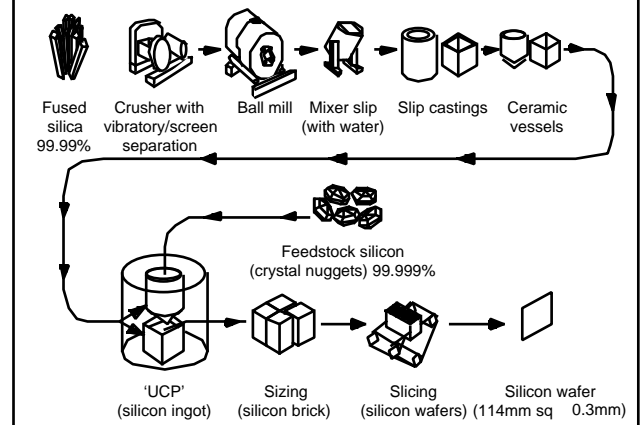 Fused
silica
99.99%
Crusher with
vibratory/screen
separation
Ball mill
Mixer slip
(with water)
Slip castings
Ceramic
vessels
Feedstock silicon
(crystal nuggets) 99.999%
'UCP'
(silicon ingot)
Sizing
(silicon brick)
Slicing
(silicon wafers)
Silicon wafer
(114mm sq 0.3mm)